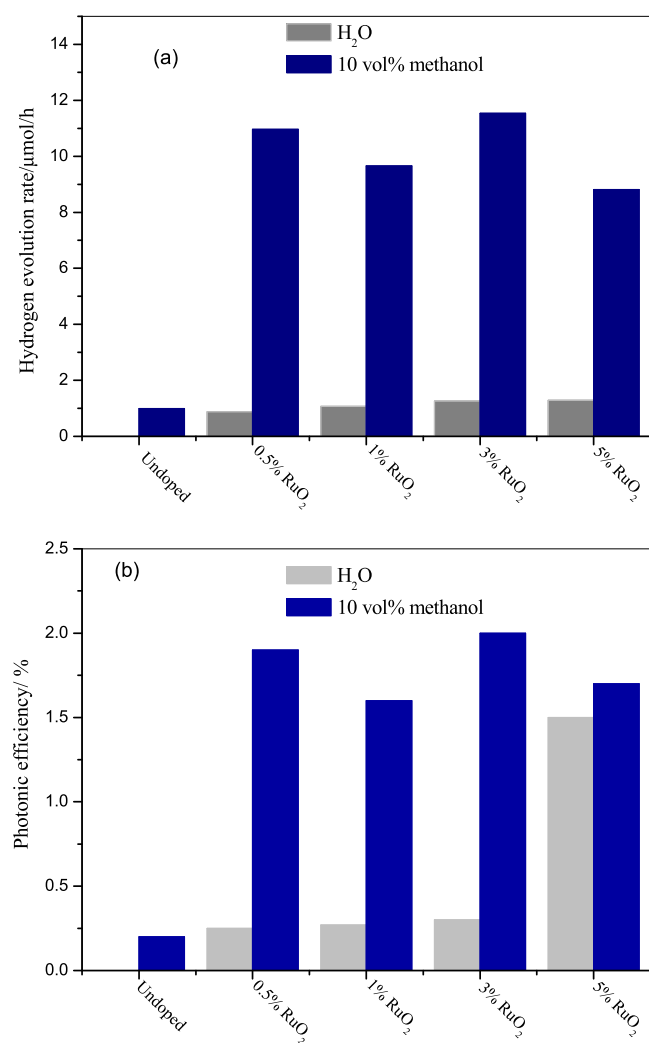 (a)
H₂O
10 vol% methanol
Hydrogen evolution rate/μmol/h
14
12
10
8
6
4
2
0
Undoped
0.5% RuO₂
1% RuO₂
3% RuO₂
5% RuO₂
(b)
H₂O
10 vol% methanol
Photonic efficiency/ %
2.5
2.0
1.5
1.0
0.5
0.0
Undoped
0.5% RuO₂
1% RuO₂
3% RuO₂
5% RuO₂